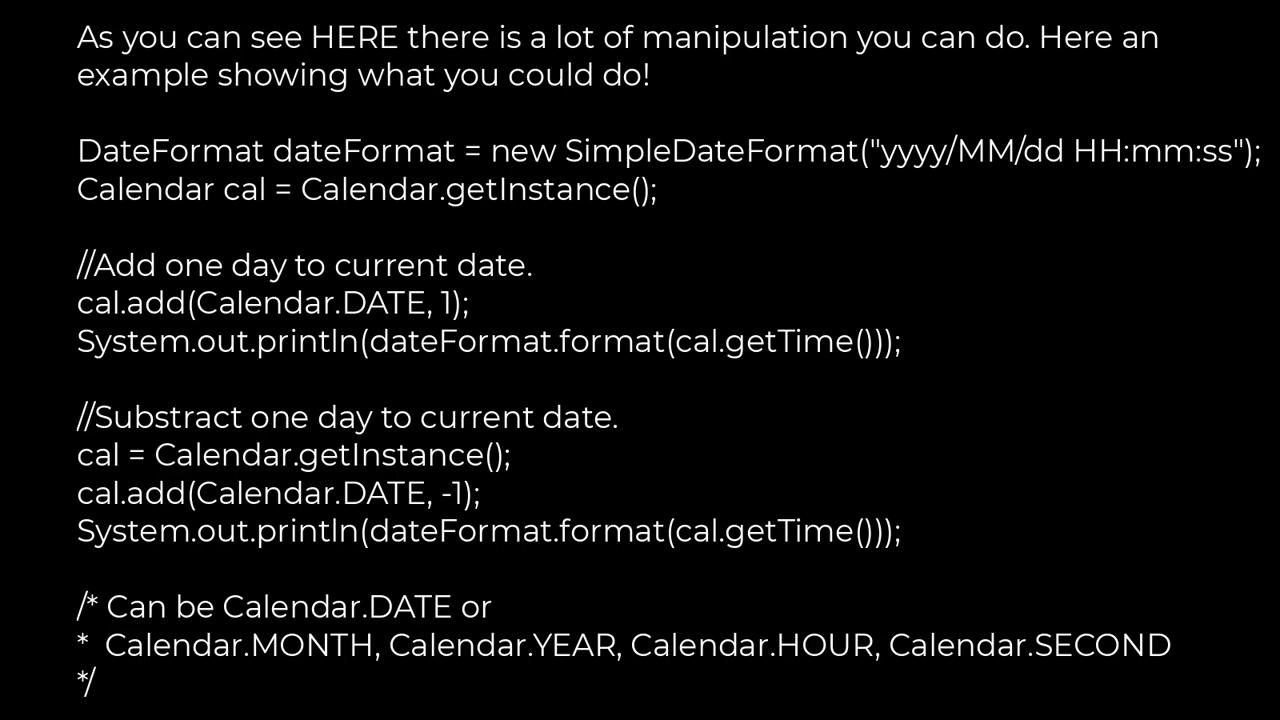 As you can see HERE there is a lot of manipulation you can do. Here an
example showing what you could do!
DateFormat dateFormat = new SimpleDateFormat("yyyy/MM/dd HH:mm:ss");
Calendar cal = Calendar.getInstance();
//Add one day to current date.
cal.add(Calendar.DATE, 1);
System.out.println(dateFormat.format(cal.getTime()));
//Substract one day to current date.
cal = Calendar.getInstance();
cal.add(Calendar.DATE, -1);
System.out.println(dateFormat.format(cal.getTime()));
/* Can be Calendar.DATE or
*  Calendar.MONTH, Calendar.YEAR, Calendar.HOUR, Calendar.SECOND
*/